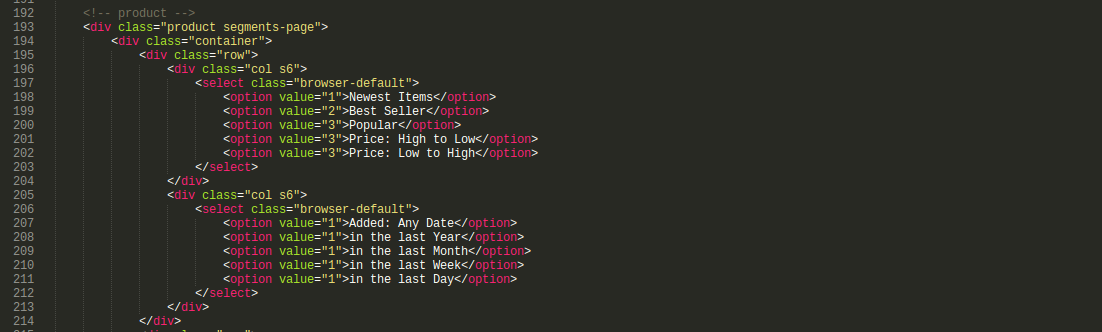 192 <!-- product -->
193 <div class="product segments-page">
194 <div class="container">
195 <div class="row">
196 <div class="col s6">
197 <select class="browser-default">
198 <option value="1">Newest Items</option>
199 <option value="2">Best Seller</option>
200 <option value="3">Popular</option>
201 <option value="3">Price: High to Low</option>
202 <option value="3">Price: Low to High</option>
203 </select>
204 </div>
205 <div class="col s6">
206 <select class="browser-default">
207 <option value="1">Added: Any Date</option>
208 <option value="1">in the last Year</option>
209 <option value="1">in the last Month</option>
210 <option value="1">in the last Week</option>
211 <option value="1">in the last Day</option>
212 </select>
213 </div>
214 </div>